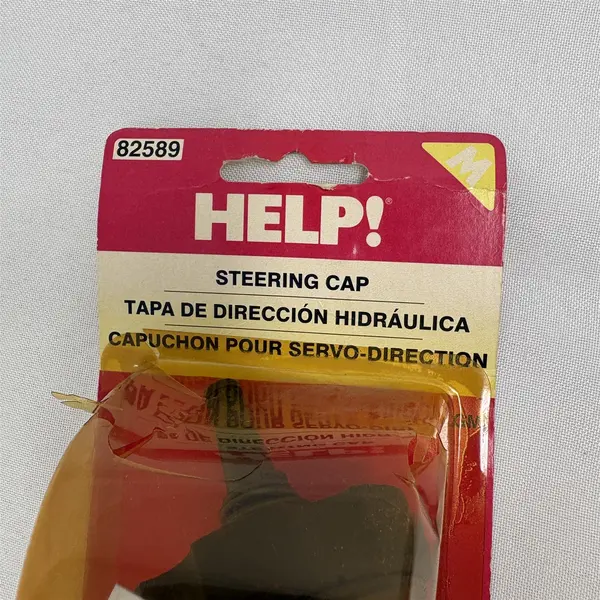 82589
M
HELP!®
STEERING CAP
TAPA DE DIRECCIÓN HIDRÁULICA
CAPUCHON POUR SERVO-DIRECTION